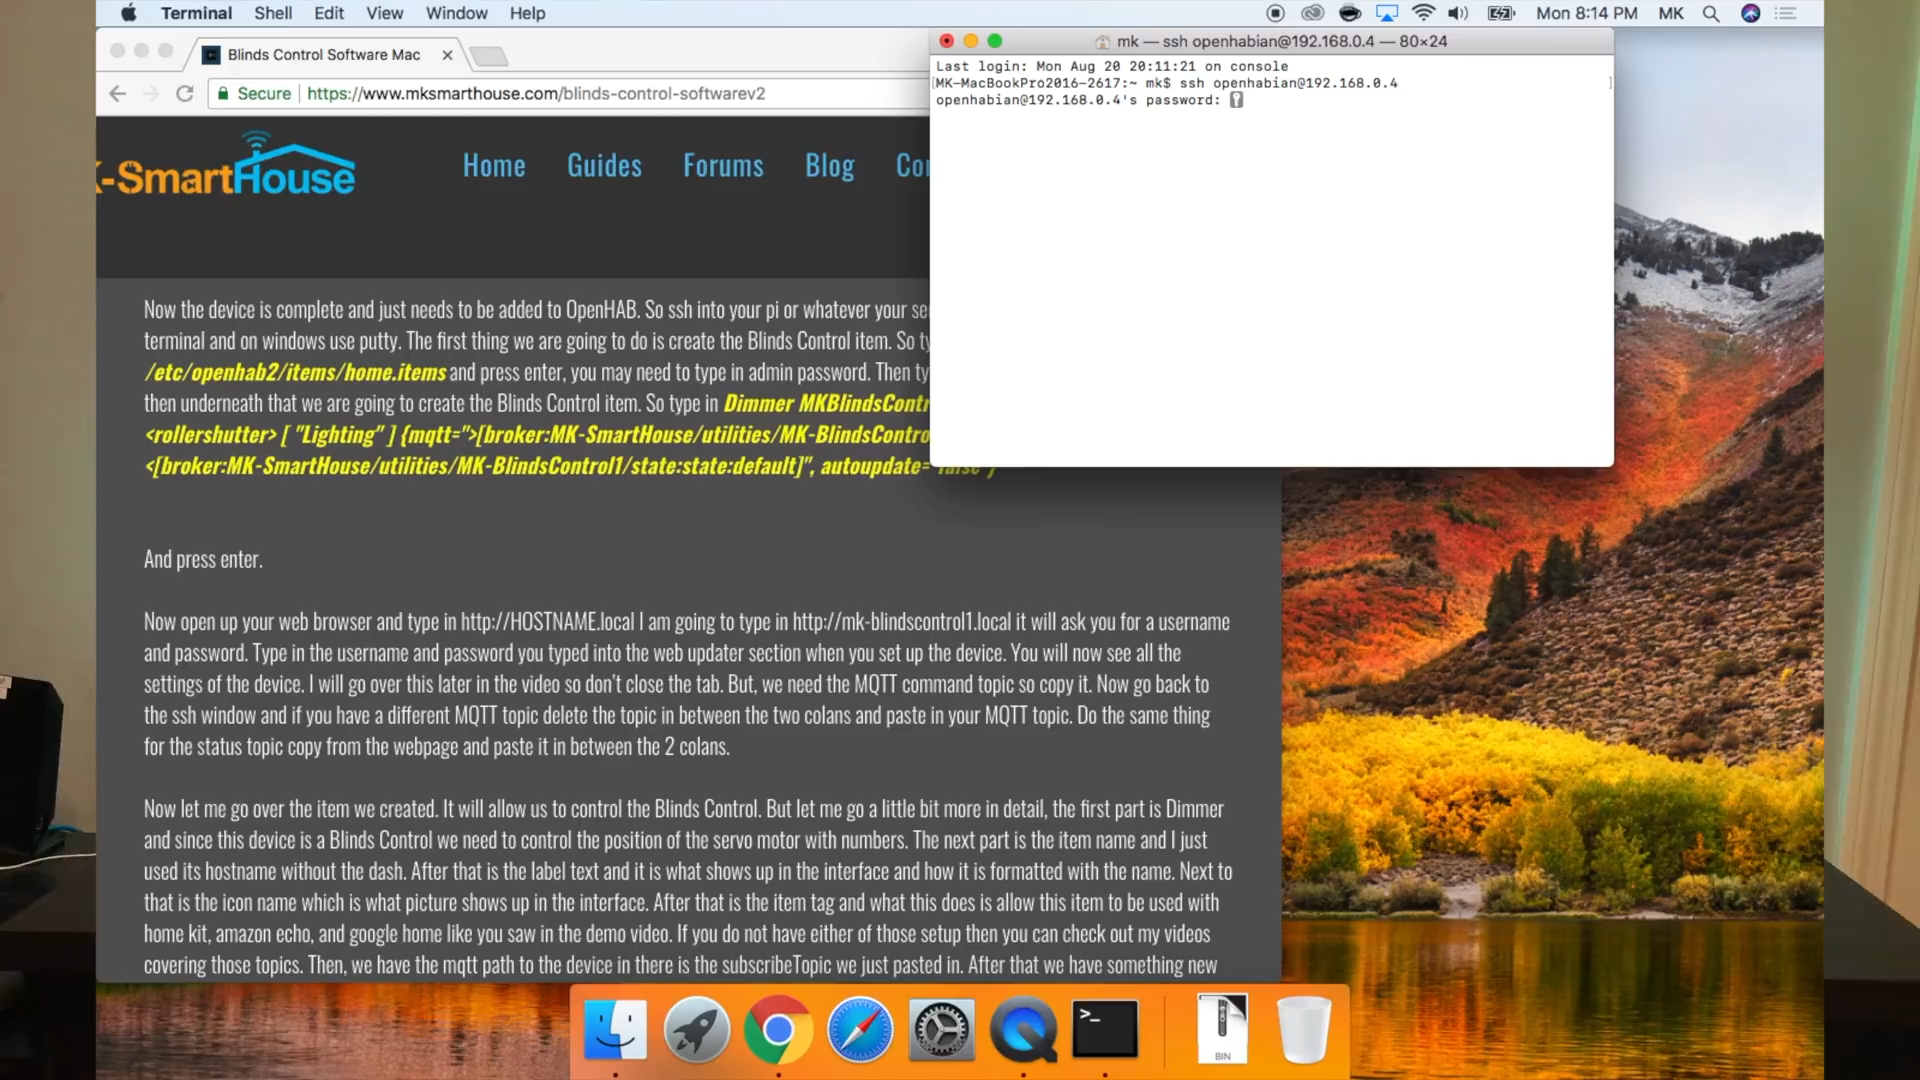 Terminal Shell Edit View Window Help Mon 8:14 PM MK
Blinds Control Software Mac
Secure https://www.mksmarthouse.com/blinds-control-softwarev2
-SmartHouse
Home Guides Forums Blog
Now the device is complete and just needs to be added to OpenHAB. So ssh into your pi or whatever your
terminal and on windows use putty. The first thing we are going to do is create the Blinds Control item. So
/etc/openhab2/items/home.items and press enter, you may need to type in admin password. Then
then underneath that we are going to create the Blinds Control item. So type in Dimmer
<rollershutter> [ "Lighting" ] {mqtt=">[broker:MK-SmartHouse/utilities/
<[broker:MK-SmartHouse/utilities/MK-BlindsControl1/state:state:default]", autoupdate="false"}
And press enter.
Now open up your web browser and type in http://HOSTNAME.local I am going to type in http://mk-blindscontrol1.local it will ask you for a username
and password. Type in the username and password you typed into the web updater section when you set up the device. You will now see all the
settings of the device. I will go over this later in the video so don't close the tab. But, we need the MQTT command topic so copy it. Now go back to
the ssh window and if you have a different MQTT topic delete the topic in between the two colans and paste in your MQTT topic. Do the same thing
for the status topic copy from the webpage and paste it in between the 2 colans.
Now let me go over the item we created. It will allow us to control the Blinds Control. But let me go a little bit more in detail, the first part is Dimmer
and since this device is a Blinds Control we need to control the position of the servo motor with numbers. The next part is the item name and I just
used its hostname without the dash. After that is the label text and it is what shows up in the interface and how it is formatted with the name. Next to
that is the icon name which is what picture shows up in the interface. After that is the item tag and what this does is allow this item to be used with
home kit, amazon echo, and google home like you saw in the demo video. If you do not have either of those setup then you can check out my videos
covering those topics. Then, we have the mqtt path to the device in there is the subscribeTopic we just pasted in. After that we have something new
mk — ssh openhabian@192.168.0.4 — 80×24
Last login: Mon Aug 20 20:11:21 on console
[MK-MacBookPro2016-2617:~ mk$ ssh openhabian@192.168.0.4 ]
openhabian@192.168.0.4's password:
>_
BIN